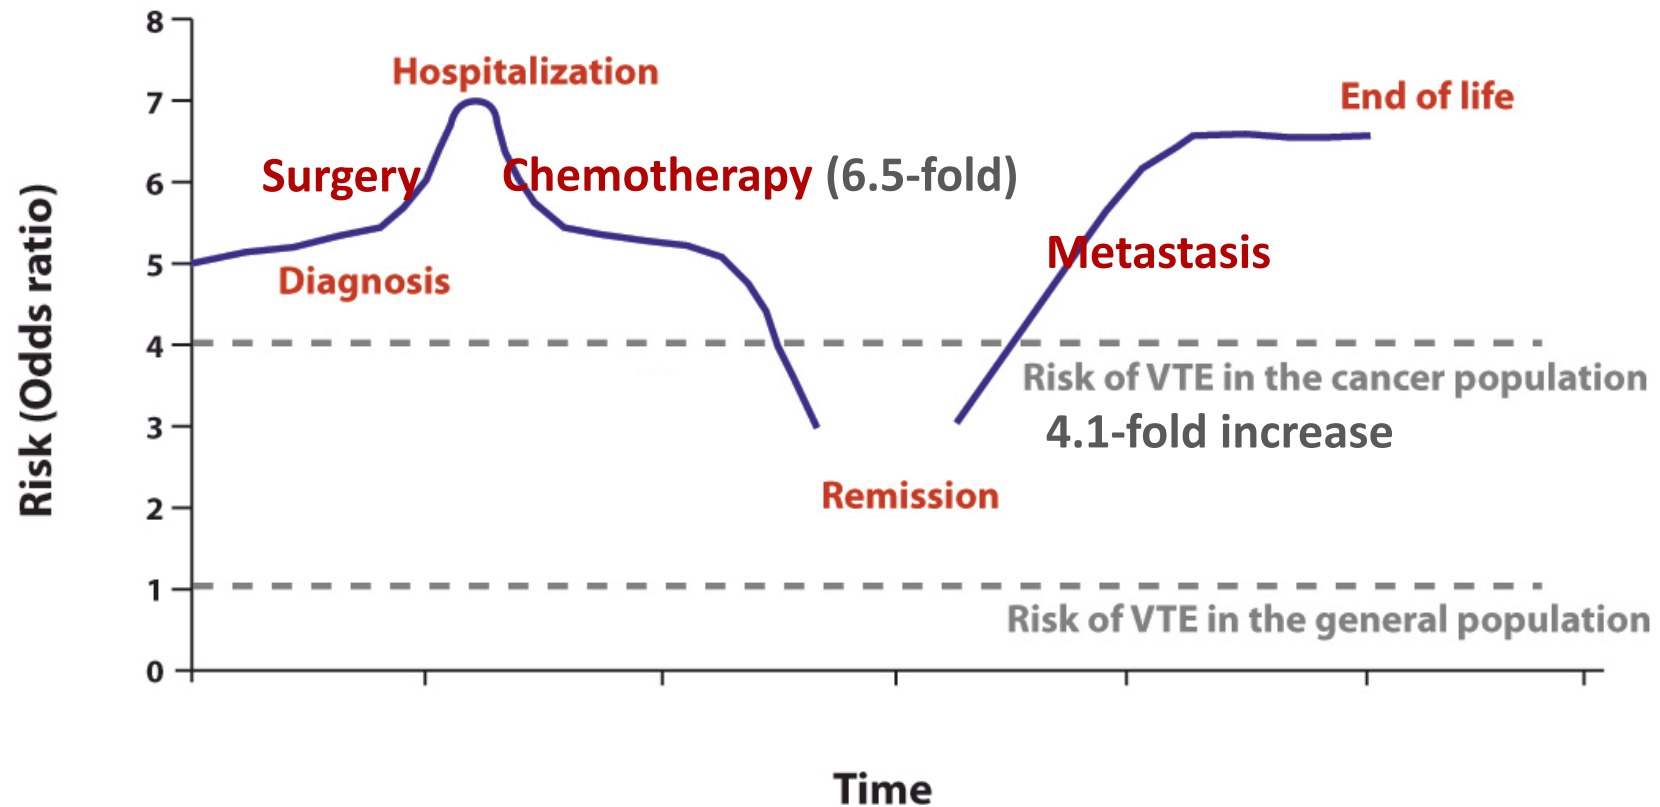 8
Hospitalization
7
End of life
Surgery
Chemotherapy (6.5-fold)
6
Metastasis
5
Diagnosis
4
Risk of VTE in the cancer population
3
4.1-fold increase
Remission
2
1
Risk of VTE in the general population
0
Risk (Odds ratio)
Time